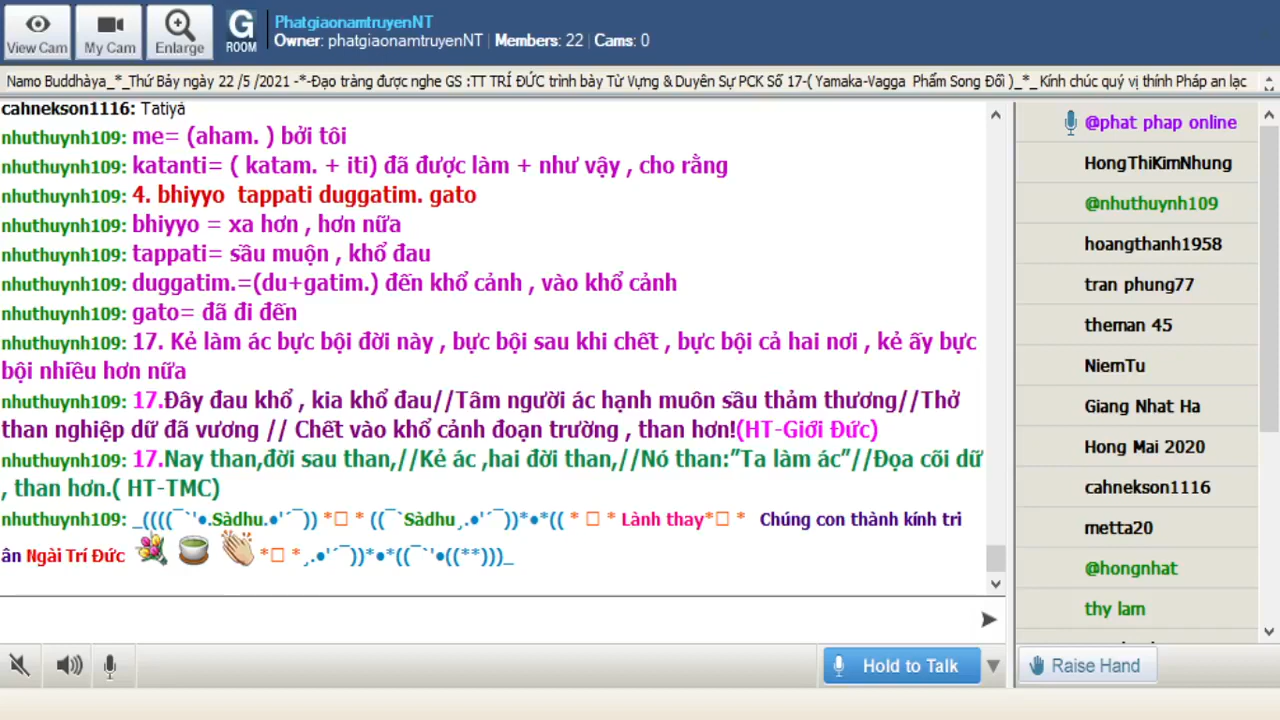 View Cam
My Cam
Enlarge
G
ROOM
PhatgiaonamtruyenNT
Owner: phatgiaonamtruyenNT | Members: 22 | Cams: 0
Namo Buddhàya_*_Thứ Bảy ngày 22 /5 /2021 -*-Đạo tràng được nghe GS :TT TRÍ ĐỨC trình bày Từ Vựng & Duyên Sự PCK Số 17-( Yamaka-Vagga Phẩm Song Đối )_*_ Kính chúc quý vị thính Pháp an lạc
cahnekson1116: Tatiyá
nhuthuynh109: me= (aham. ) bởi tôi
nhuthuynh109: katanti= ( katam. + iti) đã được làm + như vậy , cho rằng
nhuthuynh109: 4. bhiyyo tappati duggatim. gato
nhuthuynh109: bhiyyo = xa hơn , hơn nữa
nhuthuynh109: tappati= sầu muộn , khổ đau
nhuthuynh109: duggatim.=(du+gatim.) đến khổ cảnh , vào khổ cảnh
nhuthuynh109: gato= đã đi đến
nhuthuynh109: 17. Kẻ làm ác bực bội đời này , bực bội sau khi chết , bực bội cả hai nơi , kẻ ấy bực
bội nhiều hơn nữa
nhuthuynh109: 17.Đây đau khổ , kia khổ đau//Tâm người ác hạnh muôn sầu thảm thương//Thở
than nghiệp dữ đã vương // Chết vào khổ cảnh đoạn trường , than hơn!(HT-Giới Đức)
nhuthuynh109: 17.Nay than,đời sau than,//Kẻ ác ,hai đời than,//Nó than:”Ta làm ác”//Đọa cõi dữ
, than hơn.( HT-TMC)
nhuthuynh109: _((((¯`'•.Sàdhu.•'´¯)) *▯ * ((¯`Sàdhu¸.•'´¯))*•*(( * ▯ * Lành thay*▯ * Chúng con thành kính tri
ân Ngài Trí Đức *▯ *¸.•'´¯))*•*((¯`'•((**)))_
@phat phap online
HongThiKimNhung
@nhuthuynh109
hoangthanh1958
tran phung77
theman 45
NiemTu
Giang Nhat Ha
Hong Mai 2020
cahnekson1116
metta20
@hongnhat
thy lam
Hold to Talk
Raise Hand